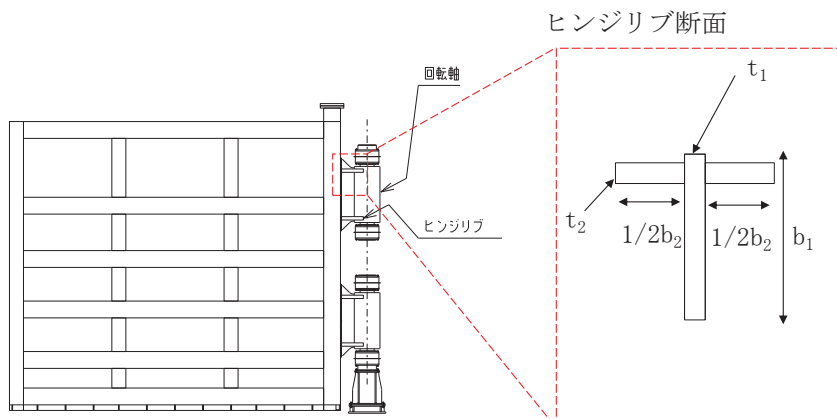 ヒンジリブ断面
回転軸
t₁
ヒンジリブ
t₂
1/2b₂
1/2b₂
b₁